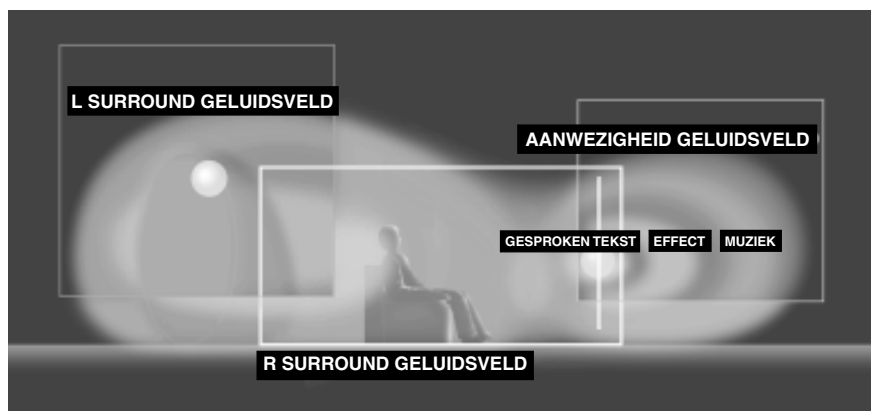 L SURROUND GELUIDSVELD
AANWEZIGHEID GELUIDSVELD
GESPROKEN TEKST EFFECT MUZIEK
R SURROUND GELUIDSVELD